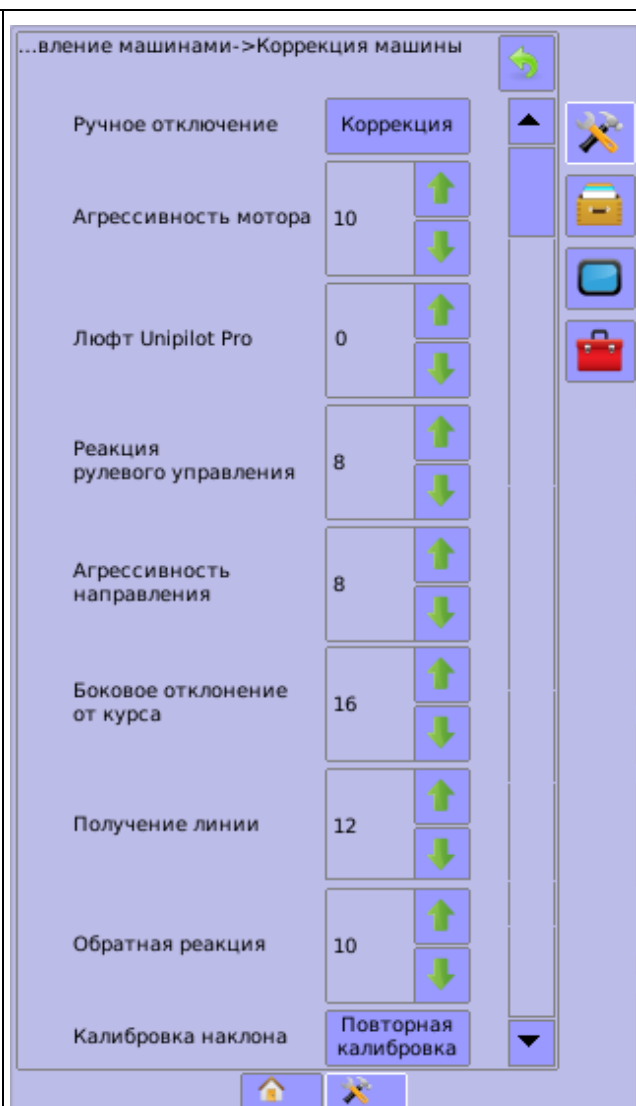 ...вление машинами->Коррекция машины
Ручное отключение
Коррекция
Агрессивность мотора
10
Люфт Unipilot Pro
0
Реакция
рулевого управления
8
Агрессивность
направления
8
Боковое отклонение
от курса
16
Получение линии
12
Обратная реакция
10
Калибровка наклона
Повторная
калибровка